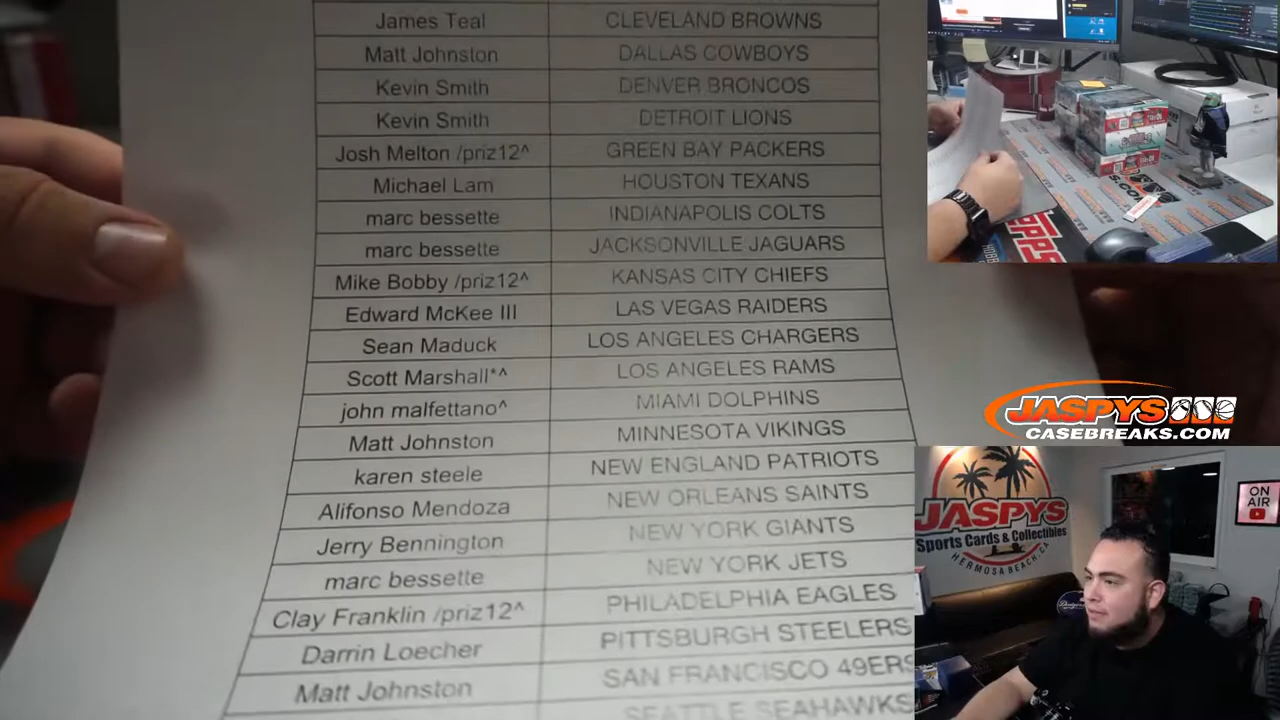 James Teal CLEVELAND BROWNS
Matt Johnston DALLAS COWBOYS
Kevin Smith DENVER BRONCOS
Kevin Smith DETROIT LIONS
Josh Melton /priz12^ GREEN BAY PACKERS
Michael Lam HOUSTON TEXANS
marc bessette INDIANAPOLIS COLTS
marc bessette JACKSONVILLE JAGUARS
Mike Bobby /priz12^ KANSAS CITY CHIEFS
Edward McKee III LAS VEGAS RAIDERS
Sean Maduck LOS ANGELES CHARGERS
Scott Marshall*^ LOS ANGELES RAMS
john malfettano^ MIAMI DOLPHINS
Matt Johnston MINNESOTA VIKINGS
karen steele NEW ENGLAND PATRIOTS
Alifonso Mendoza NEW ORLEANS SAINTS
Jerry Bennington NEW YORK GIANTS
marc bessette NEW YORK JETS
Clay Franklin /priz12^ PHILADELPHIA EAGLES
Darrin Loecher PITTSBURGH STEELERS
Matt Johnston SAN FRANCISCO 49ERS
SEATTLE SEAHAWKS
TOPPS
JASPYS
CASEBREAKS.COM
JASPYS
Sports Cards & Collectibles
HERMOSA BEACH, CA
ON
AIR
Dodgers